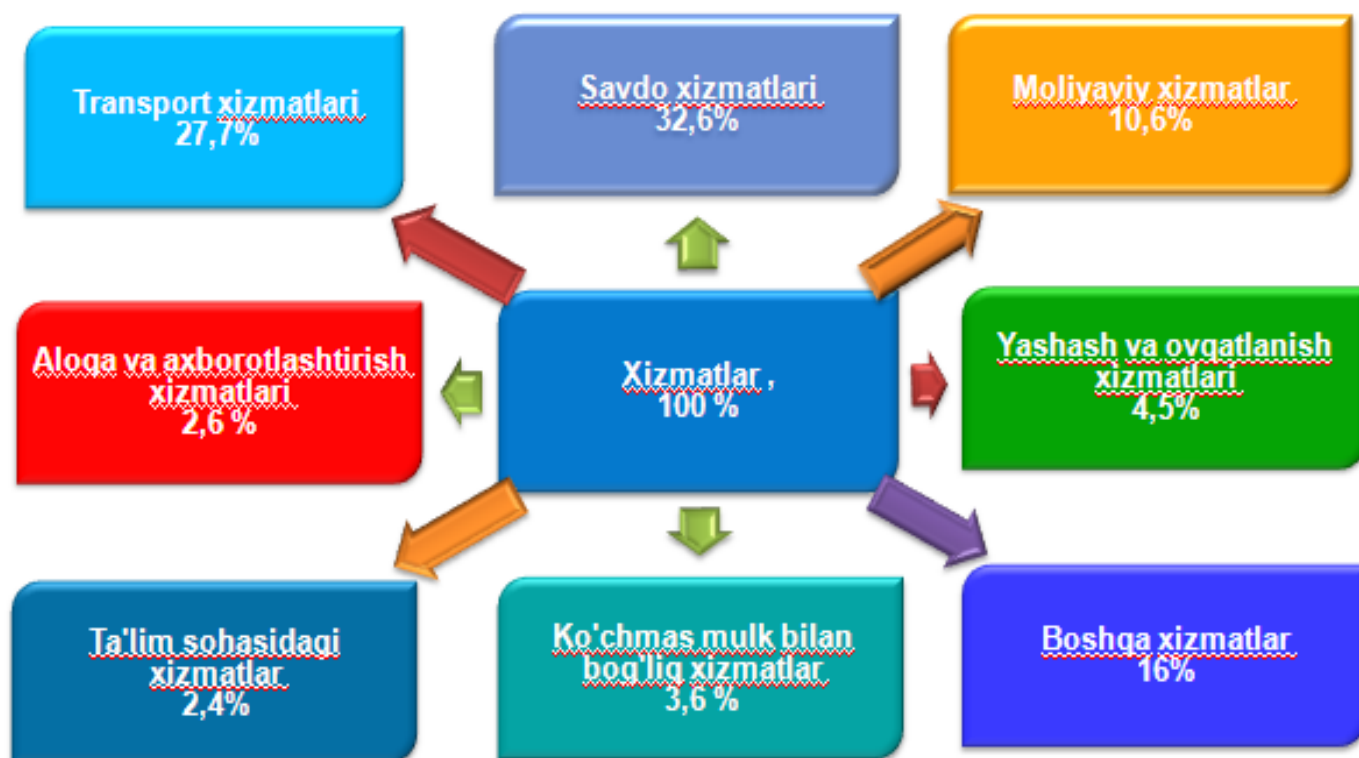 Transport xizmatlari
27,7%
Savdo xizmatlari
32,6%
Moliyaviy xizmatlar
10,6%
Aloqa va axborotlashtirish
xizmatlari
2,6 %
Xizmatlar ,
100 %
Yashash va ovqatlanish
xizmatlari
4,5%
Ta'lim sohasidagi
xizmatlar
2,4%
Ko'chmas mulk bilan
bog'liq xizmatlar
3,6 %
Boshqa xizmatlar
16%